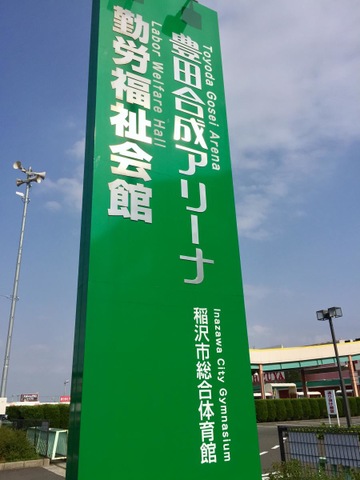 豊田合成アリーナ
Toyoda Gosei Arena
勤労福祉会館
Labor Welfare Hall
稲沢市総合体育館
Inazawa City Gymnasium